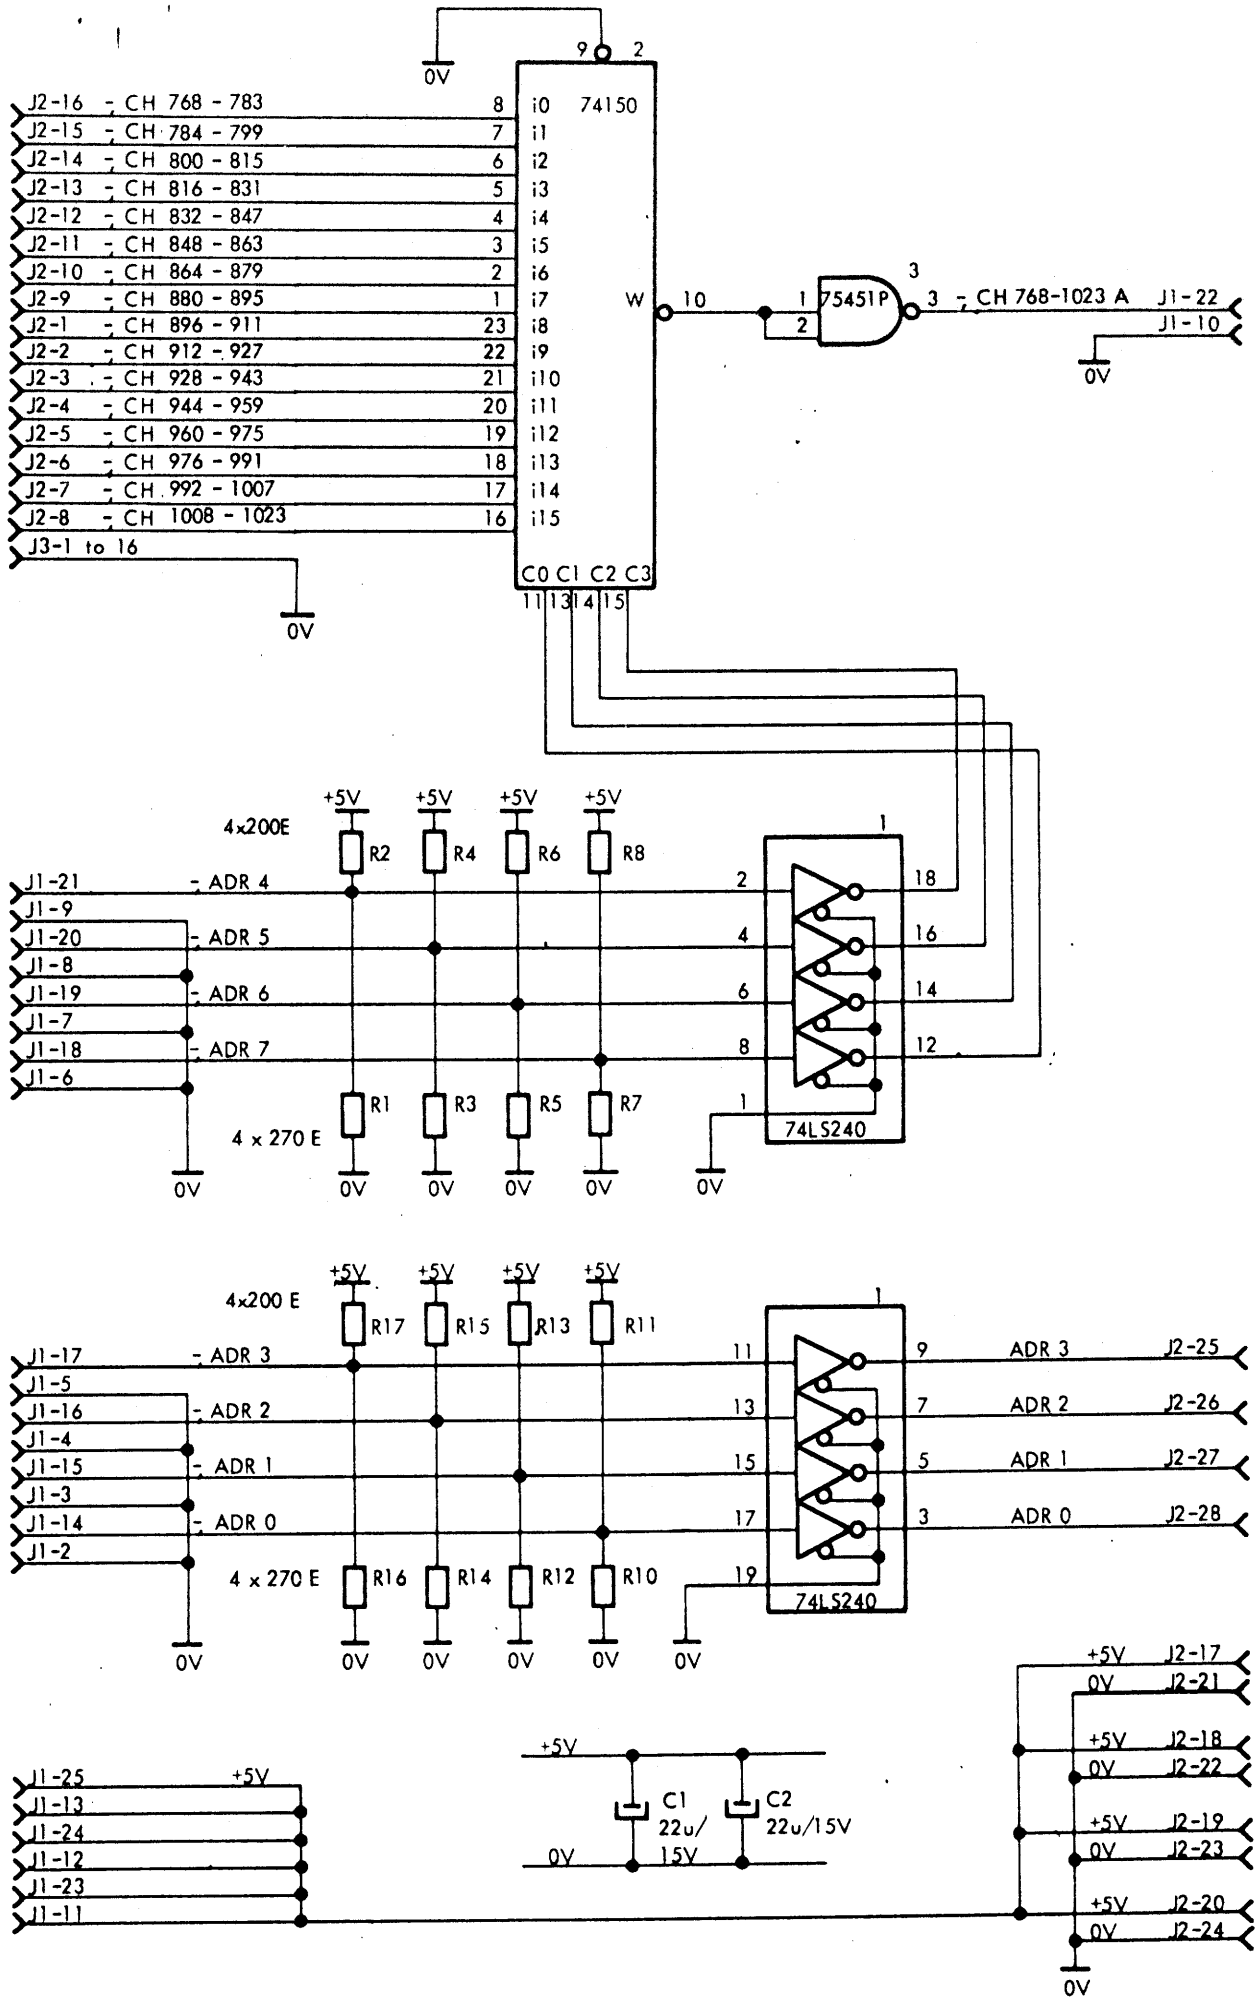 9 2
0V
J2-16 -, CH 768 - 783 8 i0 74150
J2-15 -, CH 784 - 799 7 i1
J2-14 -, CH 800 - 815 6 i2
J2-13 -, CH 816 - 831 5 i3
J2-12 -, CH 832 - 847 4 i4
J2-11 -, CH 848 - 863 3 i5
J2-10 -, CH 864 - 879 2 i6
J2-9 -, CH 880 - 895 1 i7
J2-1 -, CH 896 - 911 23 i8
J2-2 -, CH 912 - 927 22 i9
J2-3 -, CH 928 - 943 21 i10
J2-4 -, CH 944 - 959 20 i11
J2-5 -, CH 960 - 975 19 i12
J2-6 -, CH 976 - 991 18 i13
J2-7 -, CH 992 - 1007 17 i14
J2-8 -, CH 1008 - 1023 16 i15
J3-1 to 16
0V
W 10 1 2 75451P 3 3 -, CH 768-1023 A J1-22
J1-10
0V
C0 C1 C2 C3
11 13 14 15
+5V +5V +5V +5V
4x200E R2 R4 R6 R8
1
J1-21 -, ADR 4 2 18
J1-9
J1-20 -, ADR 5 4 16
J1-8
J1-19 -, ADR 6 6 14
J1-7
J1-18 -, ADR 7 8 12
J1-6
4 x 270 E R1 R3 R5 R7 1
74LS240
0V 0V 0V 0V 0V 0V
+5V +5V +5V +5V
4x200 E R17 R15 R13 R11
1
J1-17 -, ADR 3 11 9 ADR 3 J2-25
J1-5
J1-16 -, ADR 2 13 7 ADR 2 J2-26
J1-4
J1-15 -, ADR 1 15 5 ADR 1 J2-27
J1-3
J1-14 -, ADR 0 17 3 ADR 0 J2-28
J1-2
4 x 270 E R16 R14 R12 R10 19
74LS240
0V 0V 0V 0V 0V 0V
+5V J2-17
0V J2-21
+5V J2-18
0V J2-22
+5V J2-19
0V J2-23
+5V J2-20
0V J2-24
0V
+5V
C1 22u/ 15V
C2 22u/15V
0V
J1-25 +5V
J1-13
J1-24
J1-12
J1-23
J1-11